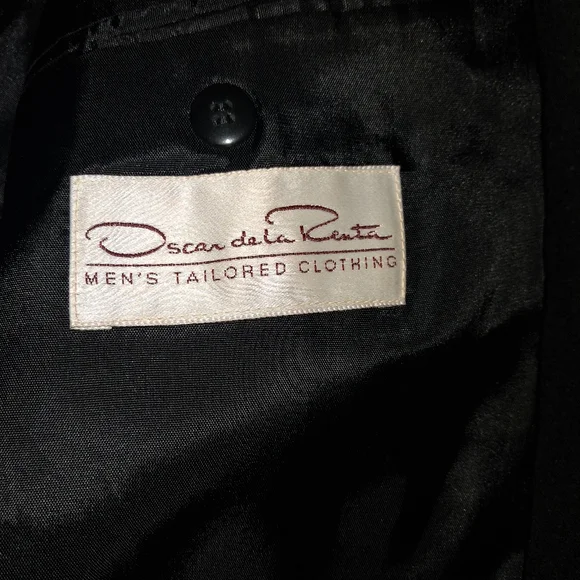 Oscar de la Renta
MEN'S TAILORED CLOTHING